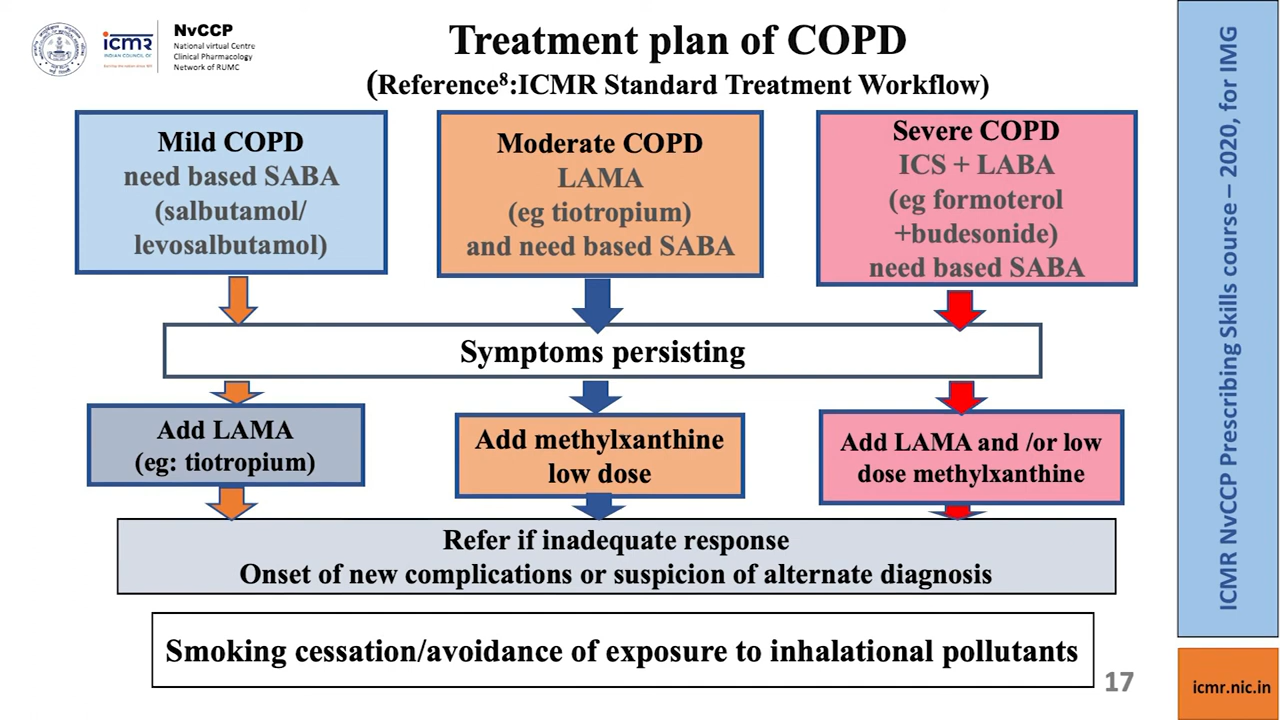 icmr
INDIAN COUNCIL OF
NvCCP
National virtual Centre
Clinical Pharmacology
Network of RUMC
Treatment plan of COPD
(Reference⁸:ICMR Standard Treatment Workflow)
Mild COPD
need based SABA
(salbutamol/
levosalbutamol)
Moderate COPD
LAMA
(eg tiotropium)
and need based SABA
Severe COPD
ICS + LABA
(eg formoterol
+budesonide)
need based SABA
Symptoms persisting
Add LAMA
(eg: tiotropium)
Add methylxanthine
low dose
Add LAMA and /or low
dose methylxanthine
Refer if inadequate response
Onset of new complications or suspicion of alternate diagnosis
Smoking cessation/avoidance of exposure to inhalational pollutants
17
ICMR NvCCP Prescribing Skills course – 2020, for IMG
icmr.nic.in